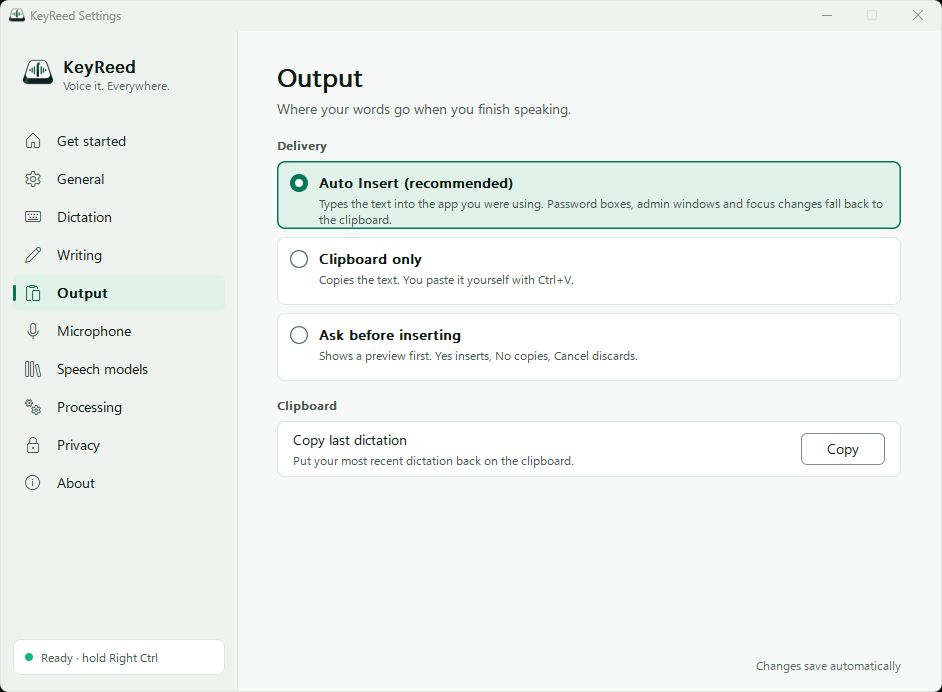 KeyReed Settings
KeyReed
Voice it. Everywhere.
Get started
General
Dictation
Writing
Output
Microphone
Speech models
Processing
Privacy
About
Ready · hold Right Ctrl
Output
Where your words go when you finish speaking.
Delivery
Auto Insert (recommended)
Types the text into the app you were using. Password boxes, admin windows and focus changes fall back to
the clipboard.
Clipboard only
Copies the text. You paste it yourself with Ctrl+V.
Ask before inserting
Shows a preview first. Yes inserts, No copies, Cancel discards.
Clipboard
Copy last dictation
Put your most recent dictation back on the clipboard.
Copy
Changes save automatically